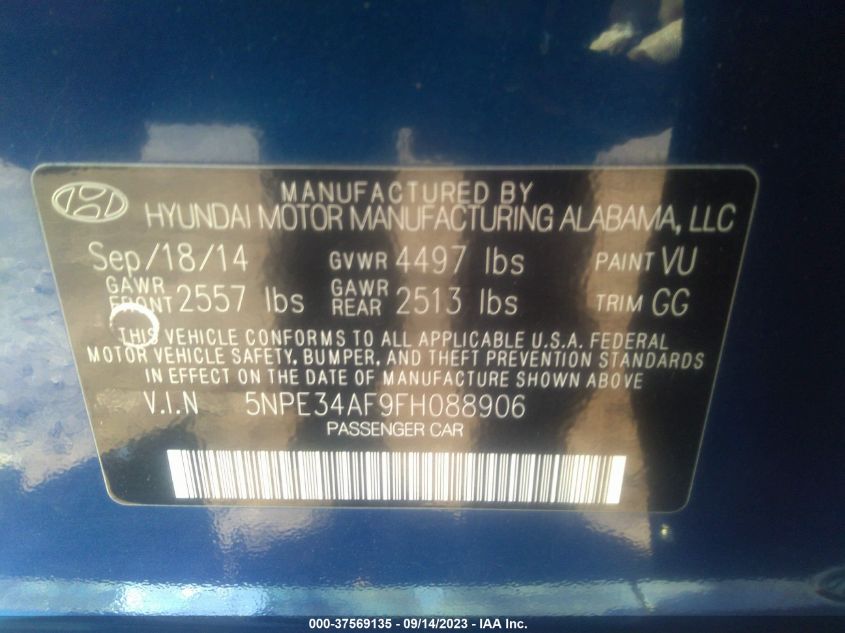 MANUFACTURED BY
HYUNDAI MOTOR MANUFACTURING ALABAMA, LLC
Sep/18/14 GVWR 4497 lbs PAINT VU
GAWR FRONT 2557 lbs GAWR REAR 2513 lbs TRIM GG
THIS VEHICLE CONFORMS TO ALL APPLICABLE U.S.A. FEDERAL
MOTOR VEHICLE SAFETY, BUMPER, AND THEFT PREVENTION STANDARDS
IN EFFECT ON THE DATE OF MANUFACTURE SHOWN ABOVE
V.I.N 5NPE34AF9FH088906
PASSENGER CAR
000-37569135 - 09/14/2023 - IAA Inc.